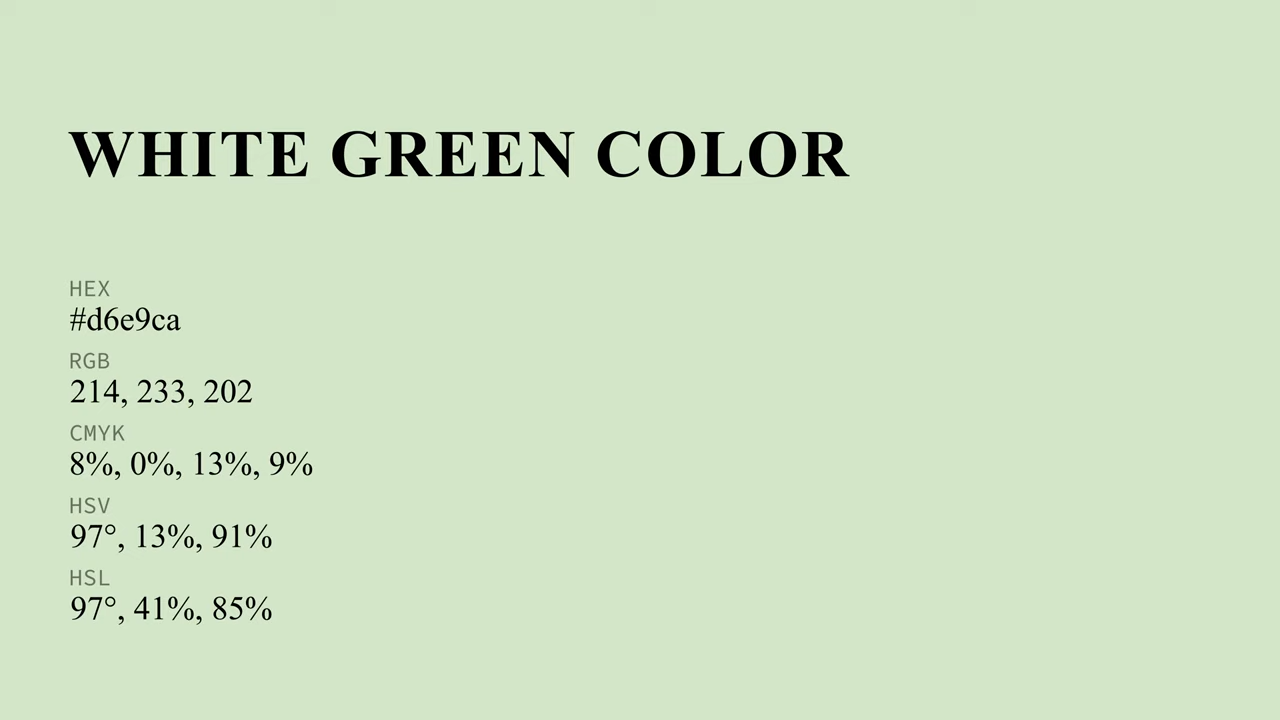 WHITE GREEN COLOR
HEX
#d6e9ca
RGB
214, 233, 202
CMYK
8%, 0%, 13%, 9%
HSV
97°, 13%, 91%
HSL
97°, 41%, 85%